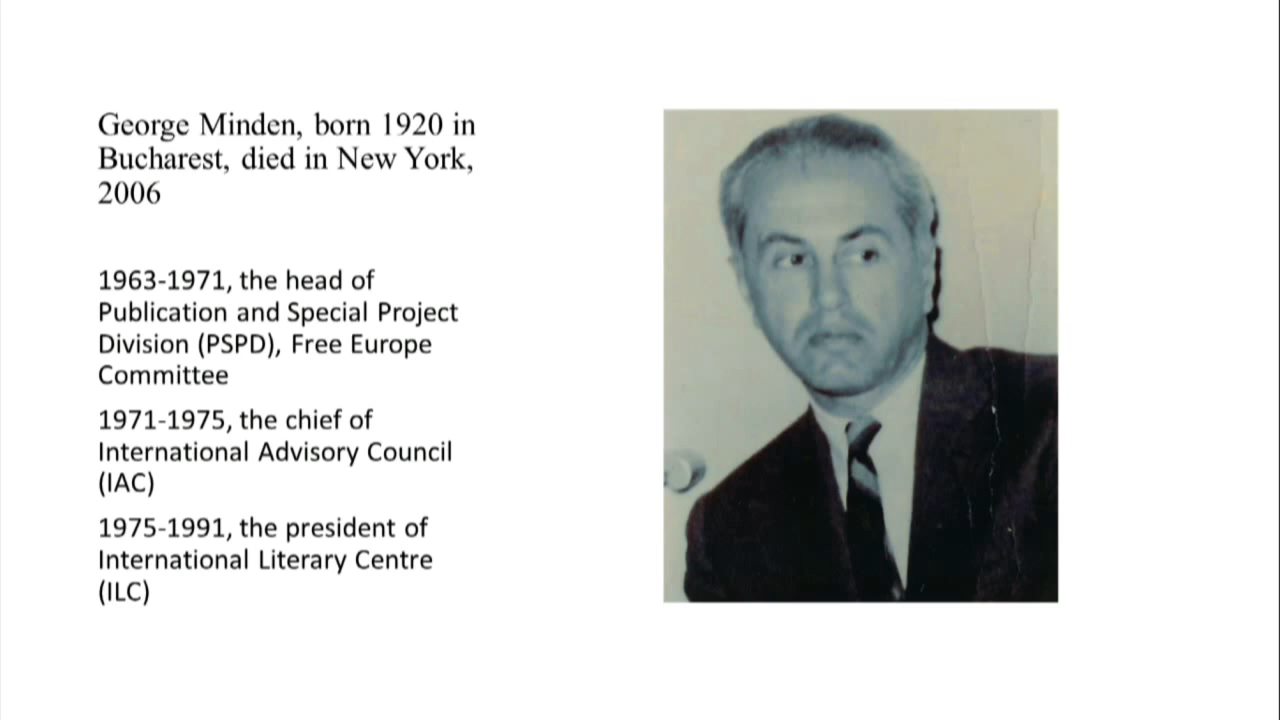 George Minden, born 1920 in
Bucharest, died in New York,
2006
1963-1971, the head of
Publication and Special Project
Division (PSPD), Free Europe
Committee
1971-1975, the chief of
International Advisory Council
(IAC)
1975-1991, the president of
International Literary Centre
(ILC)